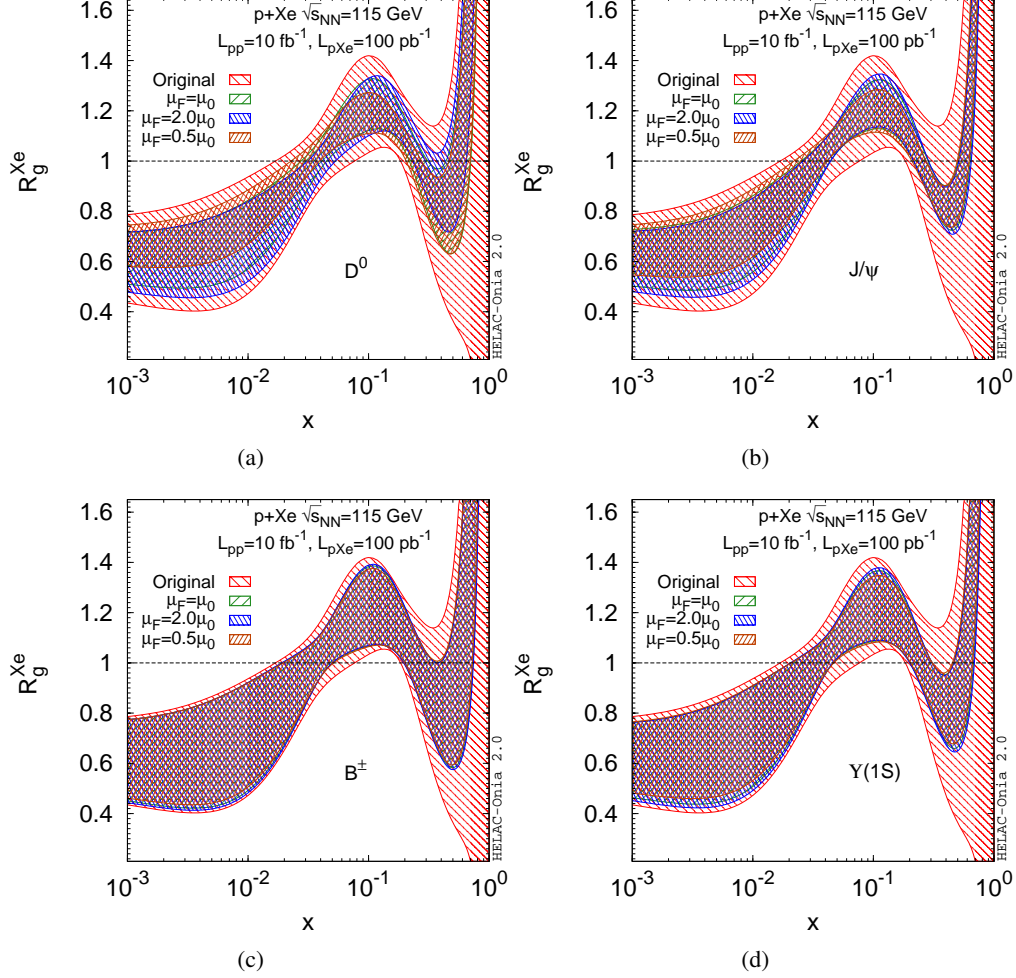 p+Xe √sNN=115 GeV
Lpp=10 fb-1, LpXe=100 pb-1
Original
μF=μ0
μF=2.0μ0
μF=0.5μ0
1.6
1.4
1.2
1
0.8
0.6
0.4
RgXe
D0
HELAC-Onia 2.0
10-3
10-2
10-1
100
x
(a)
p+Xe √sNN=115 GeV
Lpp=10 fb-1, LpXe=100 pb-1
Original
μF=μ0
μF=2.0μ0
μF=0.5μ0
1.6
1.4
1.2
1
0.8
0.6
0.4
RgXe
J/ψ
HELAC-Onia 2.0
10-3
10-2
10-1
100
x
(b)
p+Xe √sNN=115 GeV
Lpp=10 fb-1, LpXe=100 pb-1
Original
μF=μ0
μF=2.0μ0
μF=0.5μ0
1.6
1.4
1.2
1
0.8
0.6
0.4
RgXe
B±
HELAC-Onia 2.0
10-3
10-2
10-1
100
x
(c)
p+Xe √sNN=115 GeV
Lpp=10 fb-1, LpXe=100 pb-1
Original
μF=μ0
μF=2.0μ0
μF=0.5μ0
1.6
1.4
1.2
1
0.8
0.6
0.4
RgXe
Υ(1S)
HELAC-Onia 2.0
10-3
10-2
10-1
100
x
(d)